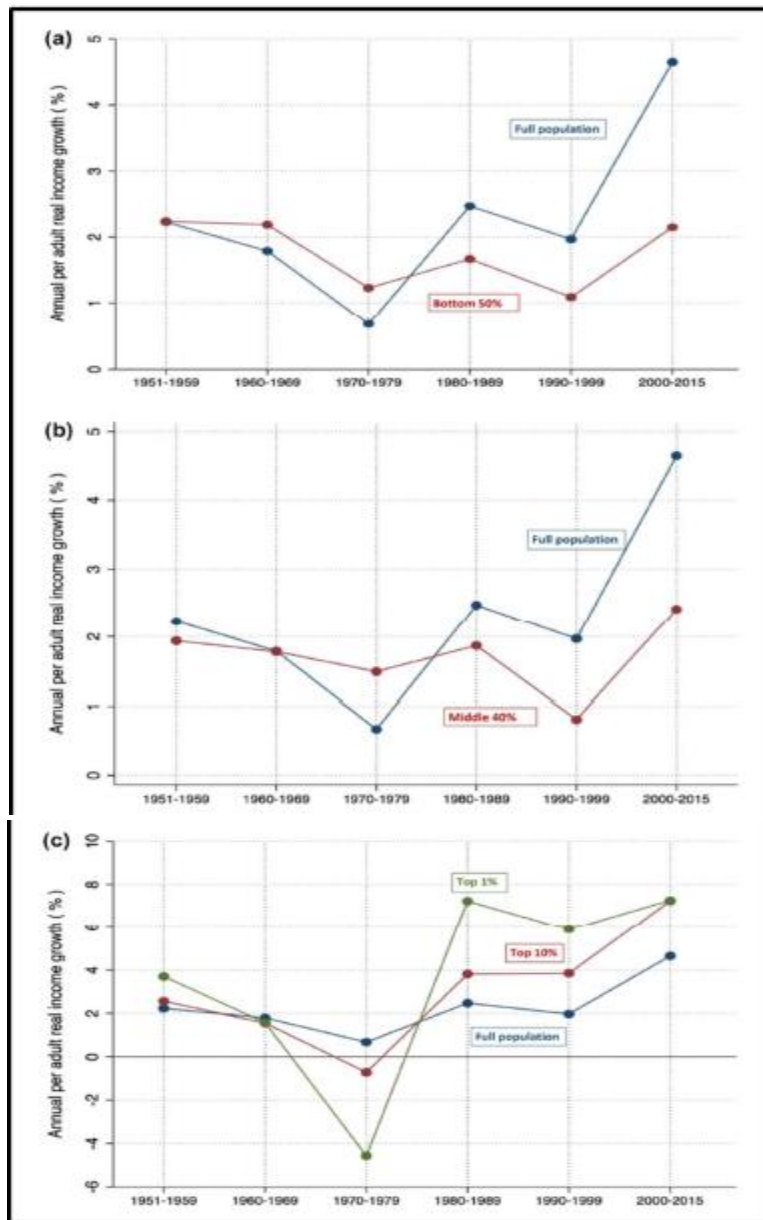 (a)
Annual per adult real income growth ( % )
5
4
3
2
1
0
Full population
Bottom 50%
1951-1959 1960-1969 1970-1979 1980-1989 1990-1999 2000-2015
(b)
Annual per adult real income growth ( % )
5
4
3
2
1
0
Full population
Middle 40%
1951-1959 1960-1969 1970-1979 1980-1989 1990-1999 2000-2015
(c)
Annual per adult real income growth ( % )
10
8
6
4
2
0
-2
-4
-6
Top 1%
Top 10%
Full population
1951-1959 1960-1969 1970-1979 1980-1989 1990-1999 2000-2015